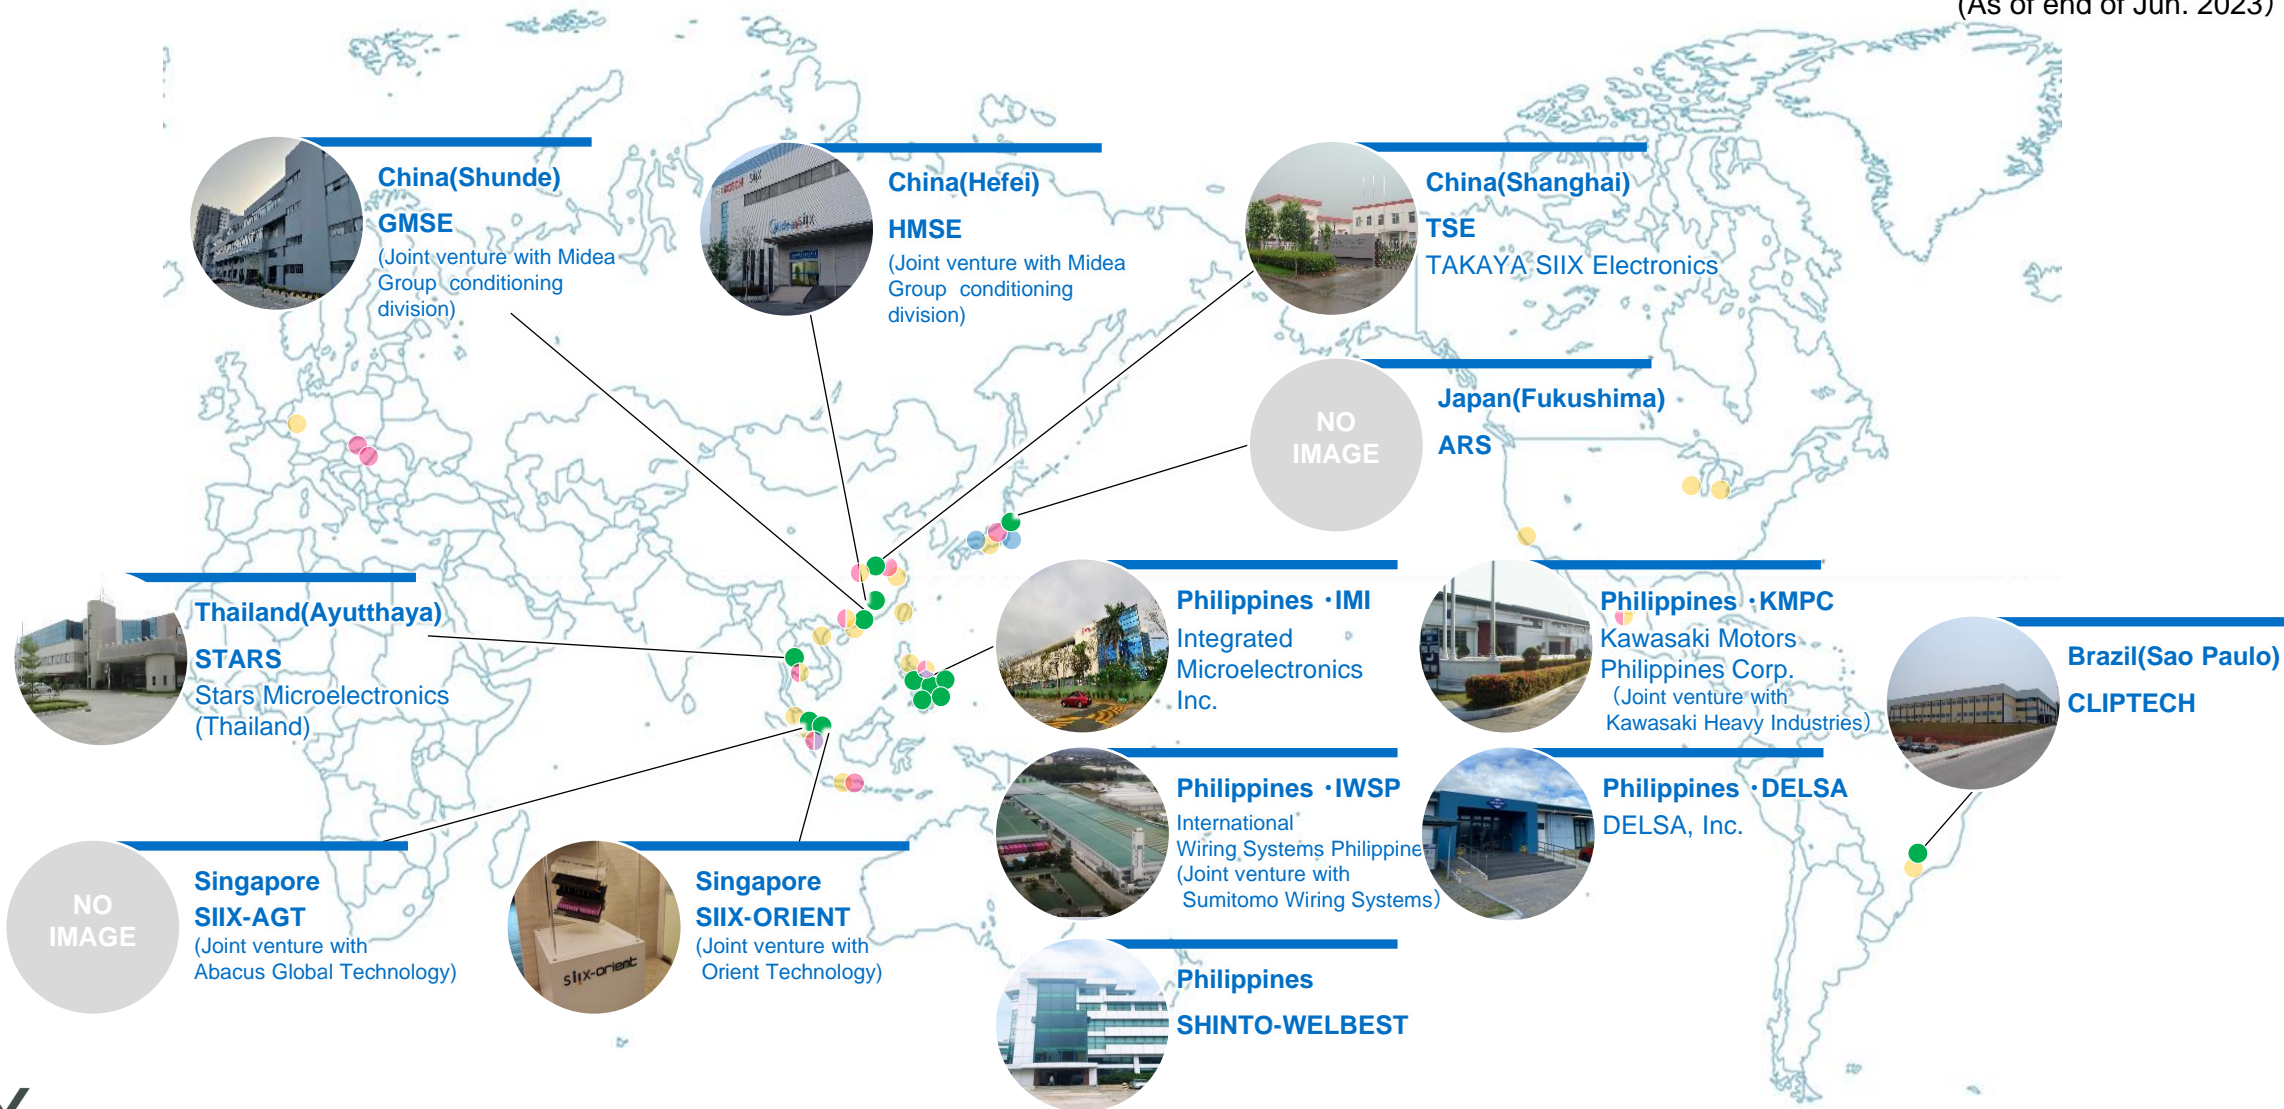 (As of end of Jun. 2023)
China(Shunde)
GMSE
(Joint venture with Midea
Group conditioning
division)
SIIX
Midea SIIX
China(Hefei)
HMSE
(Joint venture with Midea
Group conditioning
division)
China(Shanghai)
TSE
TAKAYA SIIX Electronics
NO
IMAGE
Japan(Fukushima)
ARS
Thailand(Ayutthaya)
STARS
Stars Microelectronics
(Thailand)
Philippines ・IMI
Integrated
Microelectronics
Inc.
Philippines ・KMPC
Kawasaki Motors
Philippines Corp.
（Joint venture with
Kawasaki Heavy Industries）
Brazil(Sao Paulo)
CLIPTECH
Philippines ・IWSP
International
Wiring Systems Philippine
(Joint venture with
Sumitomo Wiring Systems）
Philippines ・DELSA
DELSA, Inc.
NO
IMAGE
Singapore
SIIX-AGT
(Joint venture with
Abacus Global Technology)
siix-orient
Singapore
SIIX-ORIENT
(Joint venture with
Orient Technology)
Philippines
SHINTO-WELBEST